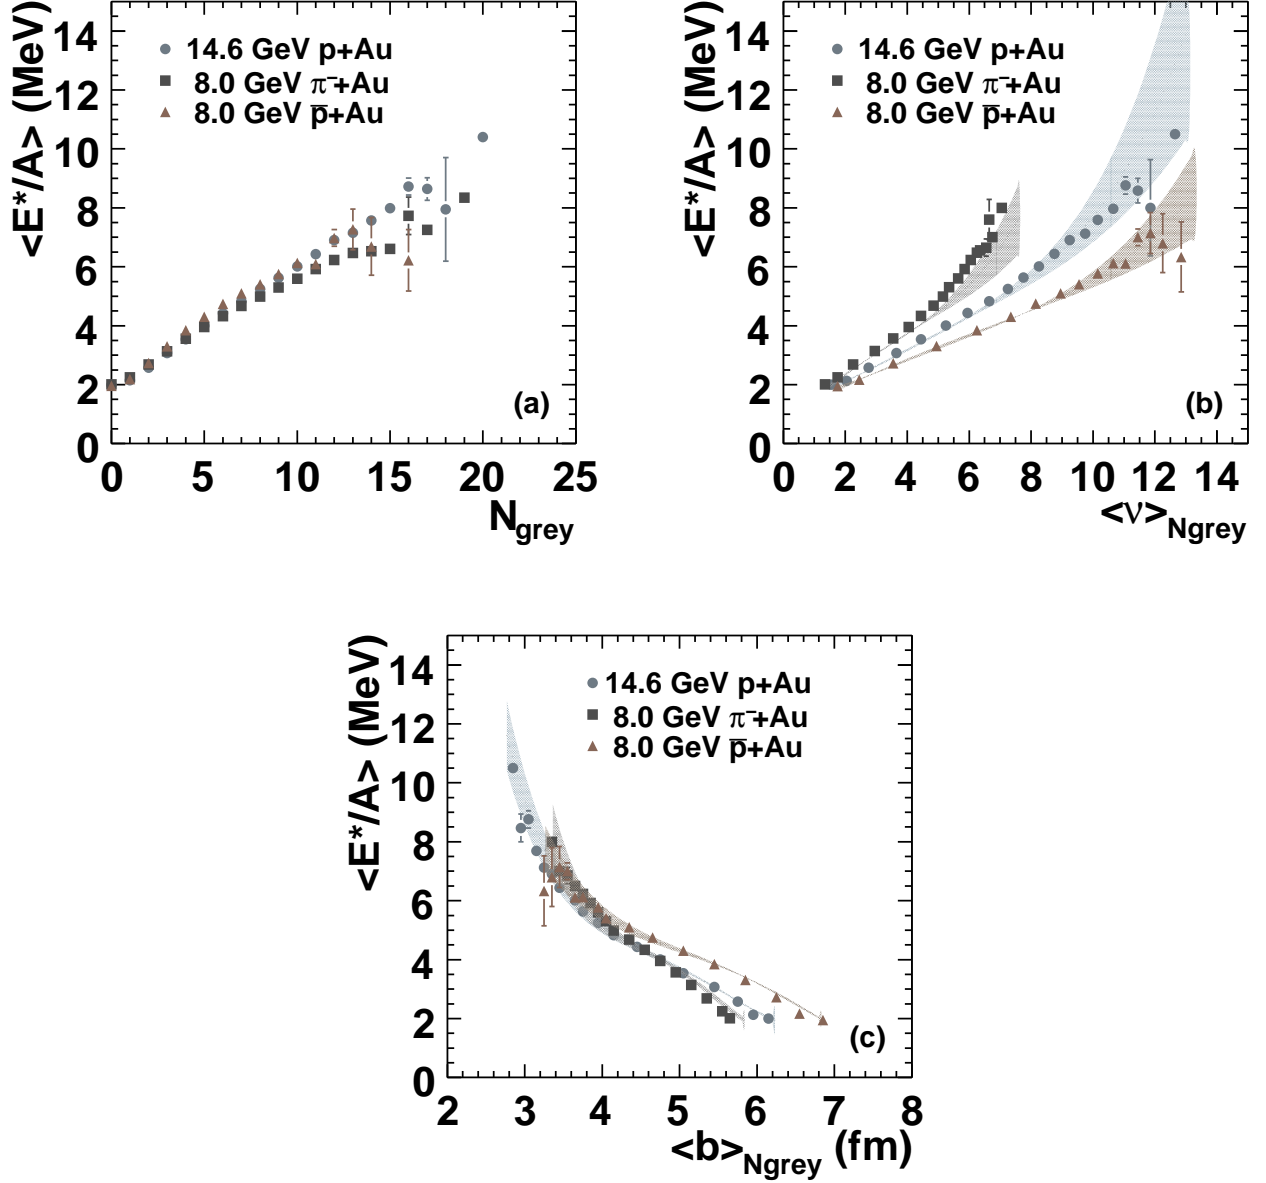 <E*/A> (MeV)
14
12
10
8
6
4
2
0
14.6 GeV p+Au
8.0 GeV π⁻+Au
8.0 GeV p̅+Au
(a)
0 5 10 15 20 25
N_grey
<E*/A> (MeV)
14
12
10
8
6
4
2
0
14.6 GeV p+Au
8.0 GeV π⁻+Au
8.0 GeV p̅+Au
(b)
0 2 4 6 8 10 12 14
<ν>_Ngrey
<E*/A> (MeV)
14
12
10
8
6
4
2
0
14.6 GeV p+Au
8.0 GeV π⁻+Au
8.0 GeV p̅+Au
(c)
2 3 4 5 6 7 8
<b>_Ngrey (fm)